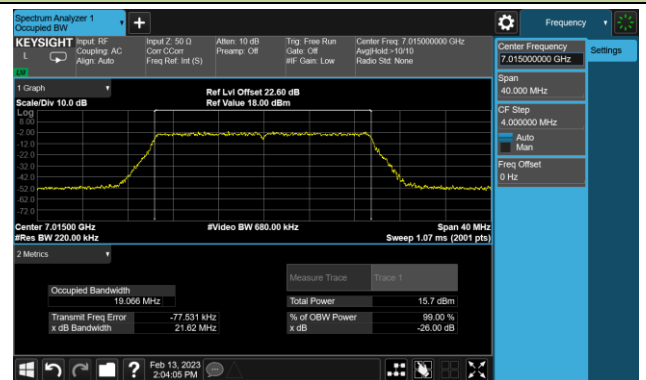 Spectrum Analyzer 1
Occupied BW
Frequency
KEYSIGHT
L
Input: RF
Coupling: AC
Align: Auto
Input Z: 50 Ω
Corr CCorr
Freq Ref: Int (S)
Atten: 10 dB
Preamp: Off
Trig: Free Run
Gate: Off
#IF Gain: Low
Center Freq: 7.015000000 GHz
Avg|Hold:>10/10
Radio Std: None
Center Frequency
7.015000000 GHz
Settings
Span
40.000 MHz
CF Step
4.000000 MHz
Auto
Man
Freq Offset
0 Hz
1 Graph
Scale/Div 10.0 dB
Ref Lvl Offset 22.60 dB
Ref Value 18.00 dBm
Log
8.00
-2.00
-12.0
-22.0
-32.0
-42.0
-52.0
-62.0
-72.0
Center 7.01500 GHz
#Res BW 220.00 kHz
#Video BW 680.00 kHz
Span 40 MHz
Sweep 1.07 ms (2001 pts)
2 Metrics
Measure Trace
Trace 1
Occupied Bandwidth
19.066 MHz
Total Power
15.7 dBm
Transmit Freq Error
-77.531 kHz
% of OBW Power
99.00 %
x dB Bandwidth
21.62 MHz
x dB
-26.00 dB
?
Feb 13, 2023
2:04:05 PM